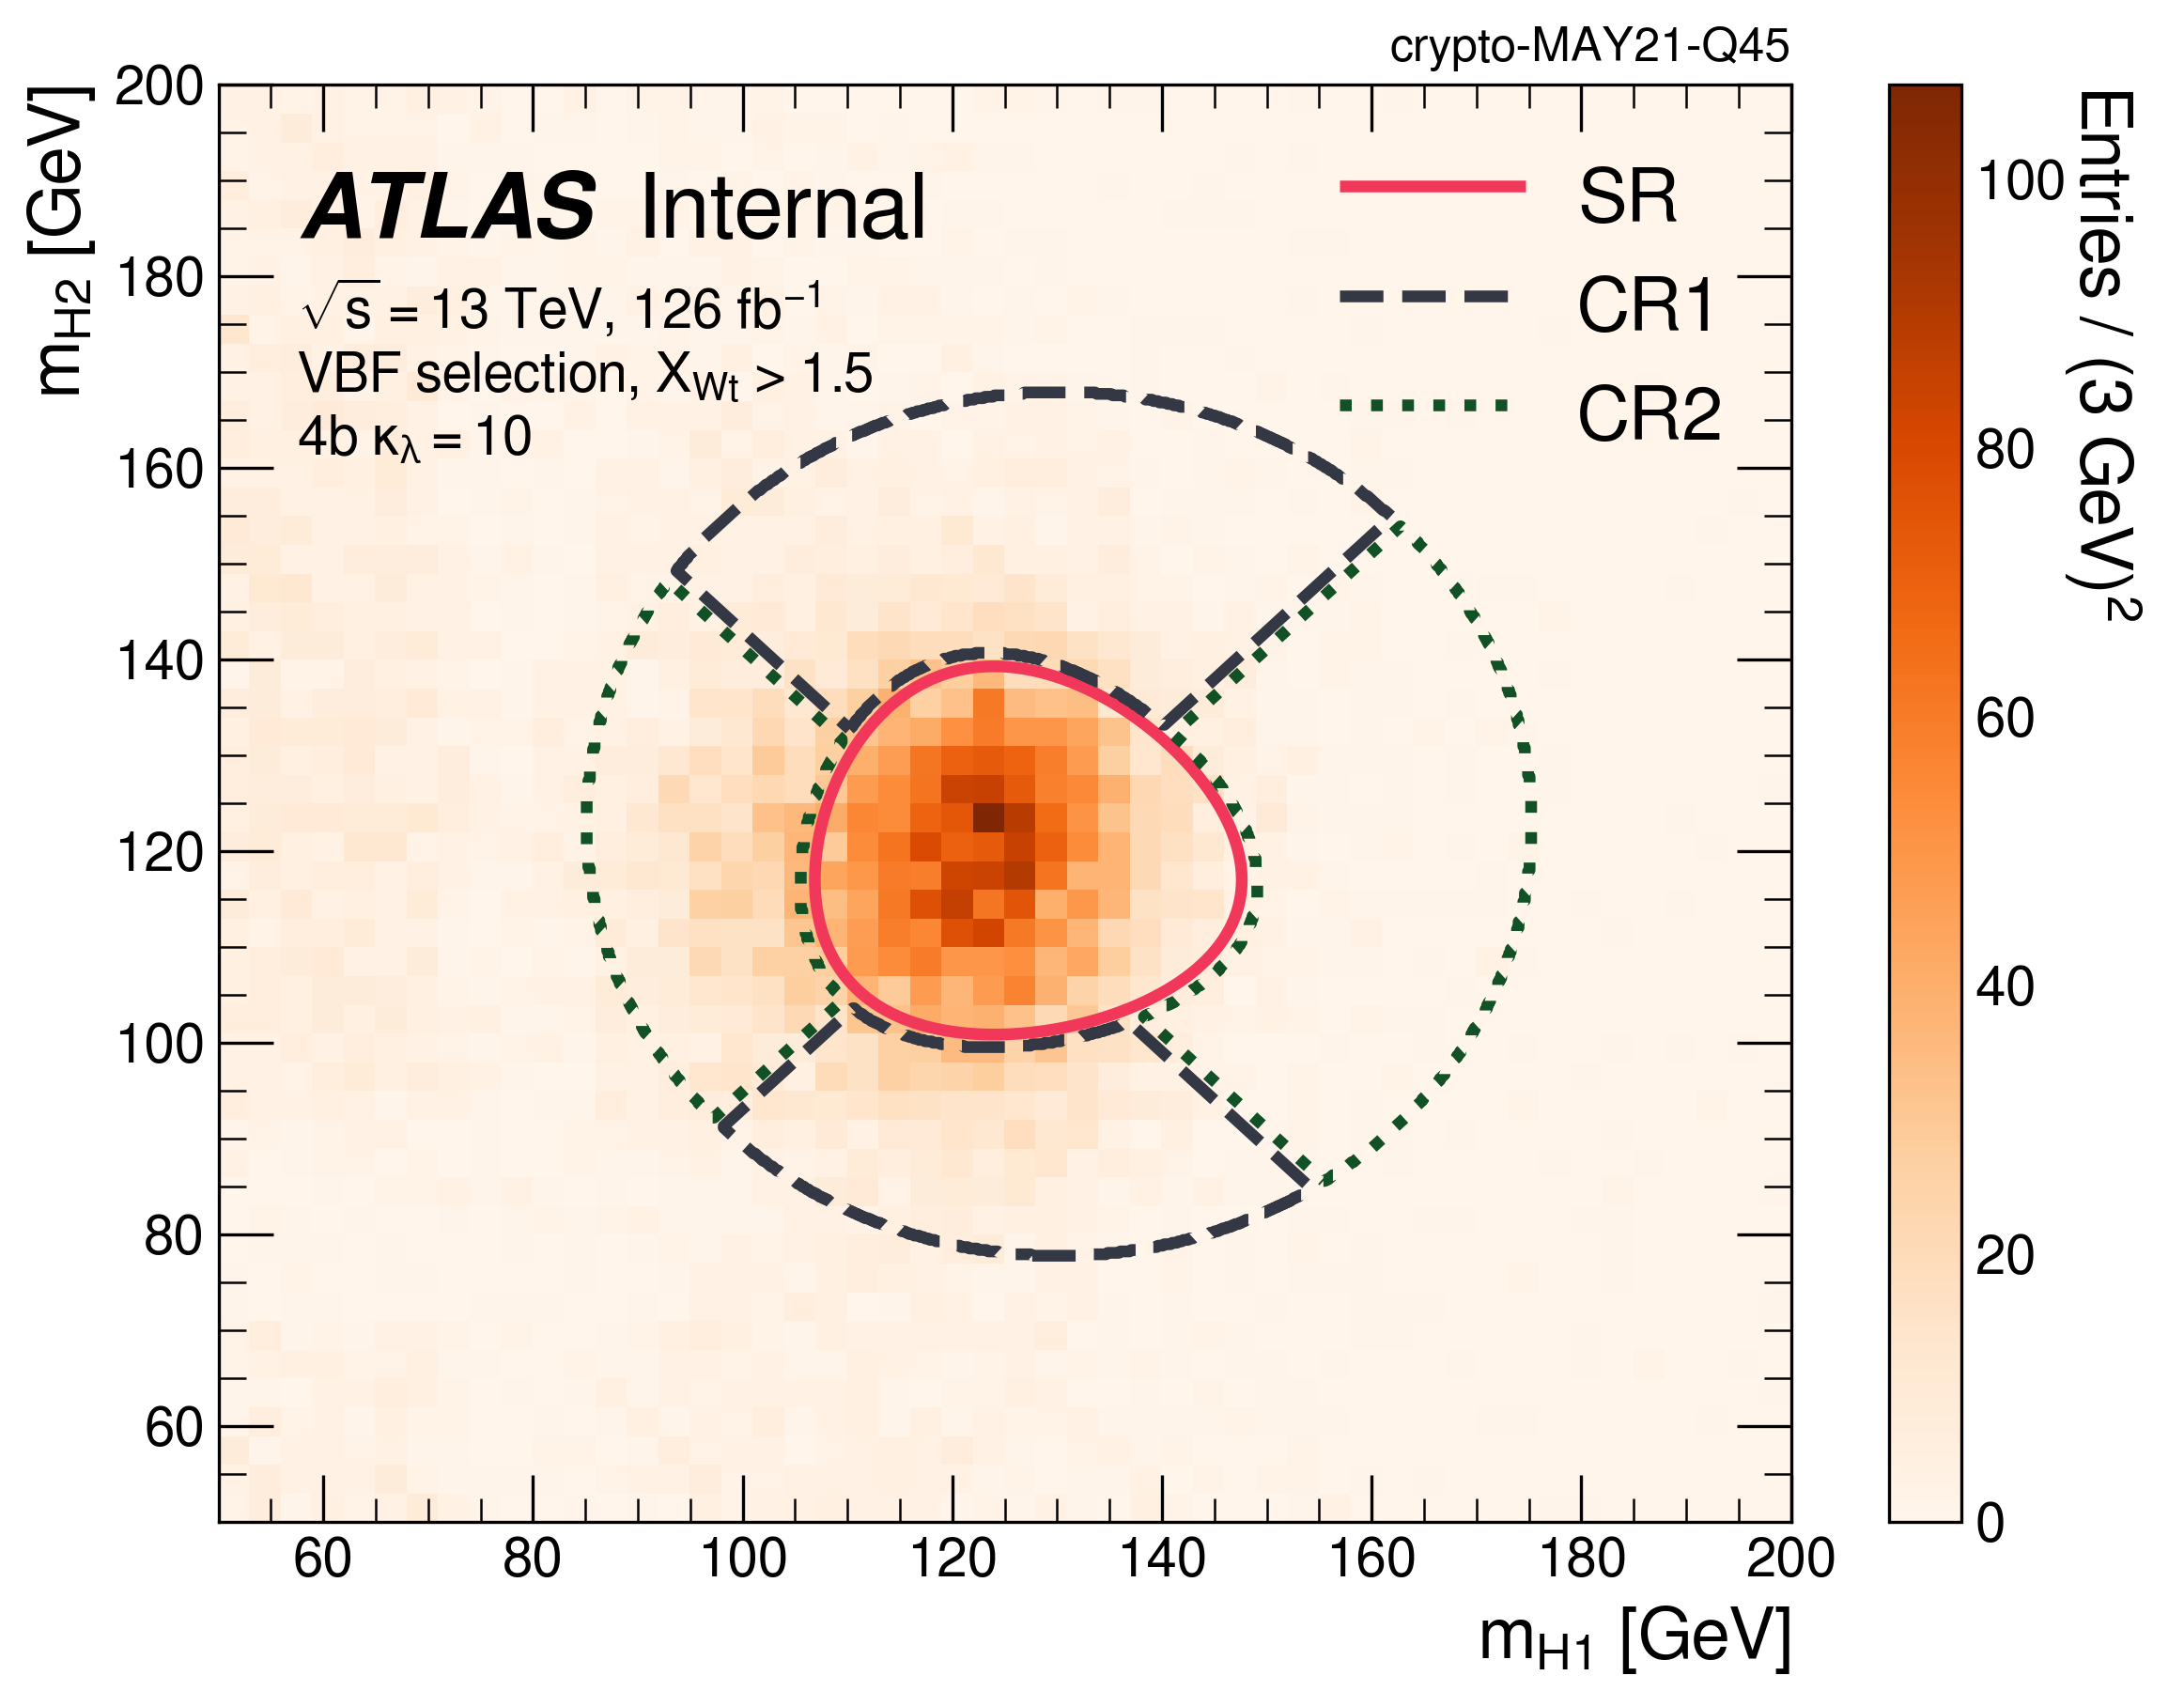 crypto-MAY21-Q45
ATLAS Internal
√s = 13 TeV, 126 fb⁻¹
VBF selection, X_Wt > 1.5
4b κ_λ = 10
SR
CR1
CR2
m_H2 [GeV]
200
180
160
140
120
100
80
60
60 80 100 120 140 160 180 200
m_H1 [GeV]
100
80
60
40
20
0
Entries / (3 GeV)²